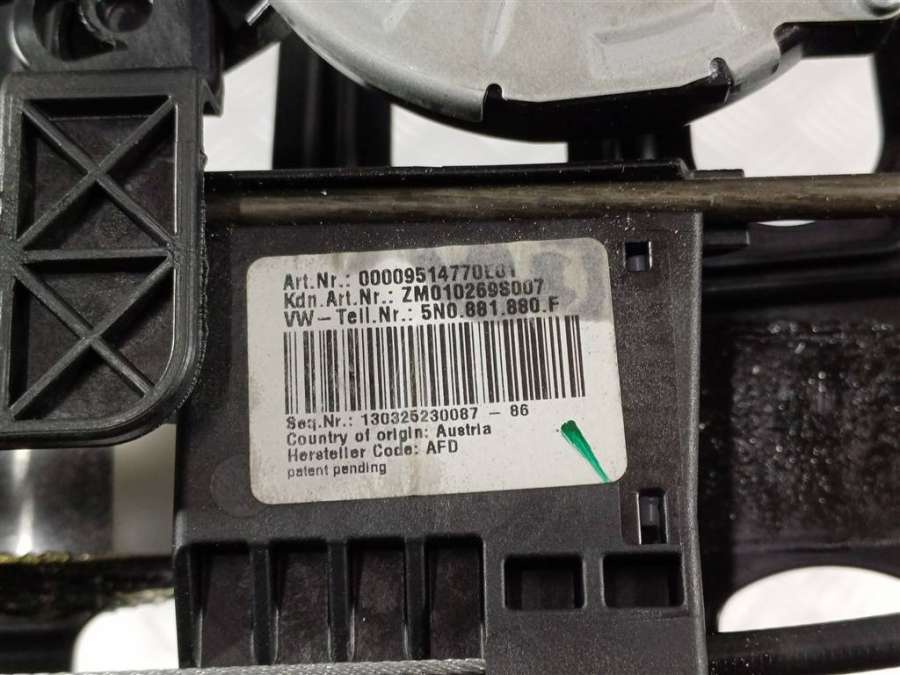 Art.Nr.: 00009514770E01
Kdn.Art.Nr.: ZM0102698007
VW-Teil.Nr.: 5N0.881.880.F
Seq.Nr.: 130325230087 - 86
Country of origin: Austria
Hersteller Code: AFD
patent pending